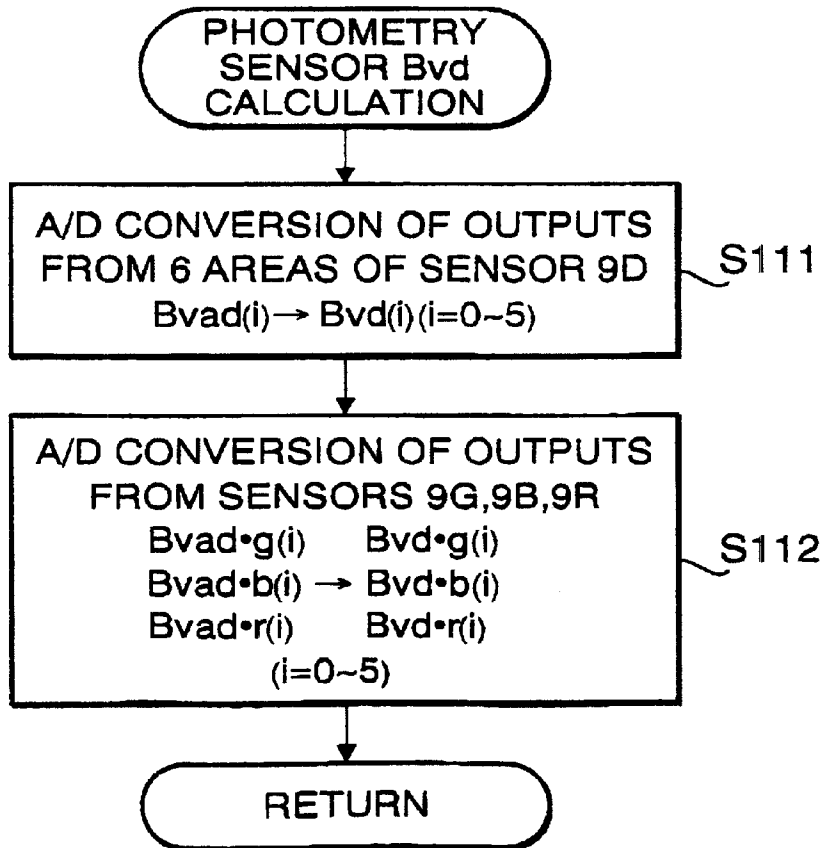 PHOTOMETRY
SENSOR Bvd
CALCULATION
A/D CONVERSION OF OUTPUTS
FROM 6 AREAS OF SENSOR 9D
Bvad(i)→ Bvd(i)(i=0~5)
S111
A/D CONVERSION OF OUTPUTS
FROM SENSORS 9G,9B,9R
Bvad•g(i) Bvd•g(i)
Bvad•b(i) → Bvd•b(i)
Bvad•r(i) Bvd•r(i)
(i=0~5)
S112
RETURN